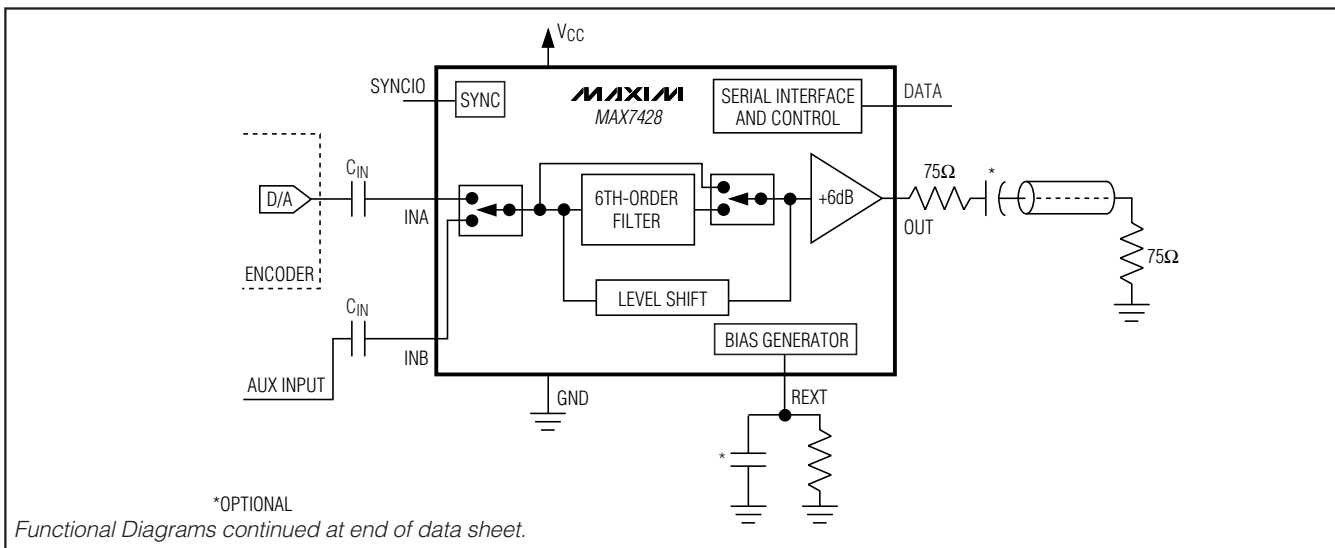 VCC
SYNCIO
SYNC
MAXIM
MAX7428
SERIAL INTERFACE
AND CONTROL
DATA
D/A
ENCODER
CIN
INA
6TH-ORDER
FILTER
+6dB
OUT
75Ω
*
75Ω
LEVEL SHIFT
CIN
INB
AUX INPUT
BIAS GENERATOR
GND
REXT
*
*OPTIONAL
Functional Diagrams continued at end of data sheet.